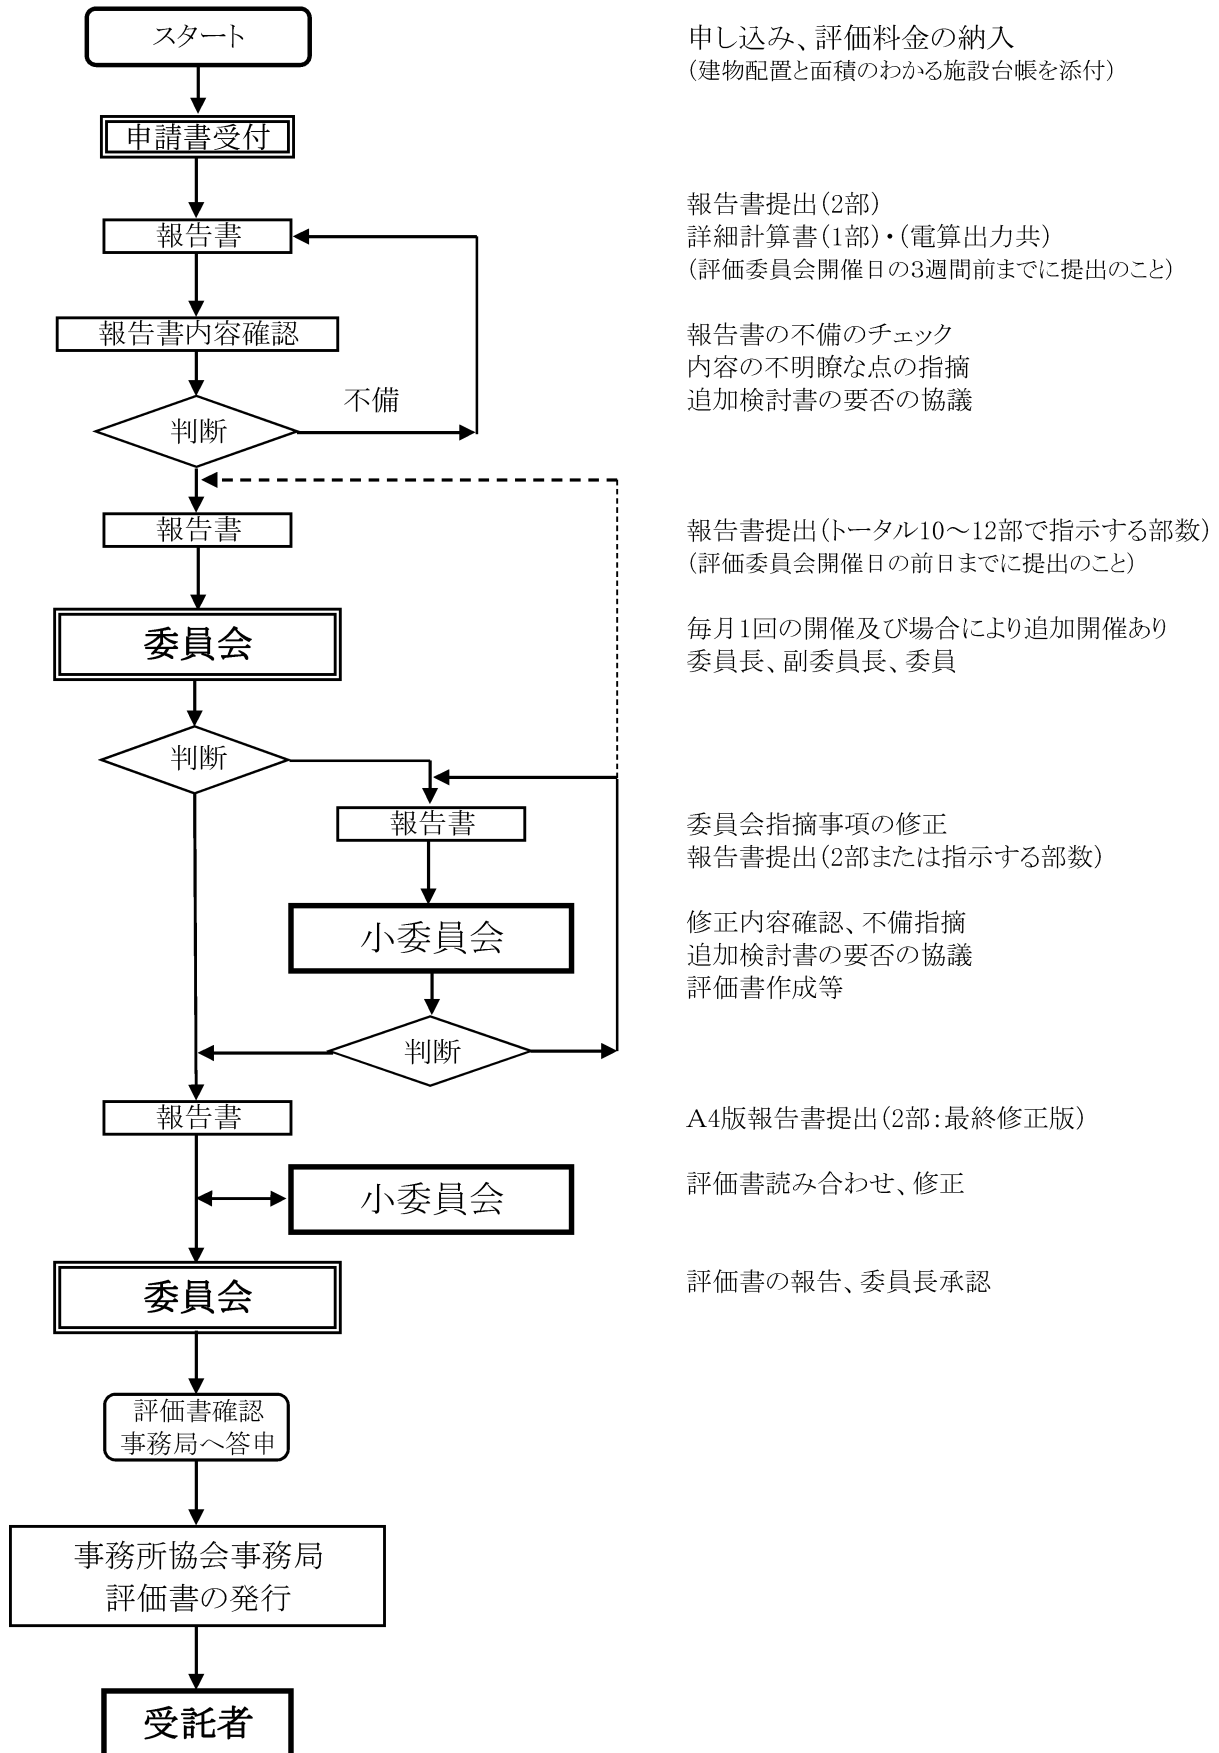 スタート
申し込み、評価料金の納入
（建物配置と面積のわかる施設台帳を添付）
申請書受付
報告書提出（2部）
報告書
詳細計算書（1部）・（電算出力共）
（評価委員会開催日の3週間前までに提出のこと）
報告書内容確認
報告書の不備のチェック
内容の不明瞭な点の指摘
不備
追加検討書の要否の協議
判断
報告書
報告書提出（トータル10～12部で指示する部数）
（評価委員会開催日の前日までに提出のこと）
委員会
毎月1回の開催及び場合により追加開催あり
委員長、副委員長、委員
判断
報告書
委員会指摘事項の修正
報告書提出（2部または指示する部数）
小委員会
修正内容確認、不備指摘
追加検討書の要否の協議
評価書作成等
判断
報告書
A4版報告書提出（2部：最終修正版）
小委員会
評価書読み合わせ、修正
委員会
評価書の報告、委員長承認
評価書確認
事務局へ答申
事務所協会事務局
評価書の発行
受託者